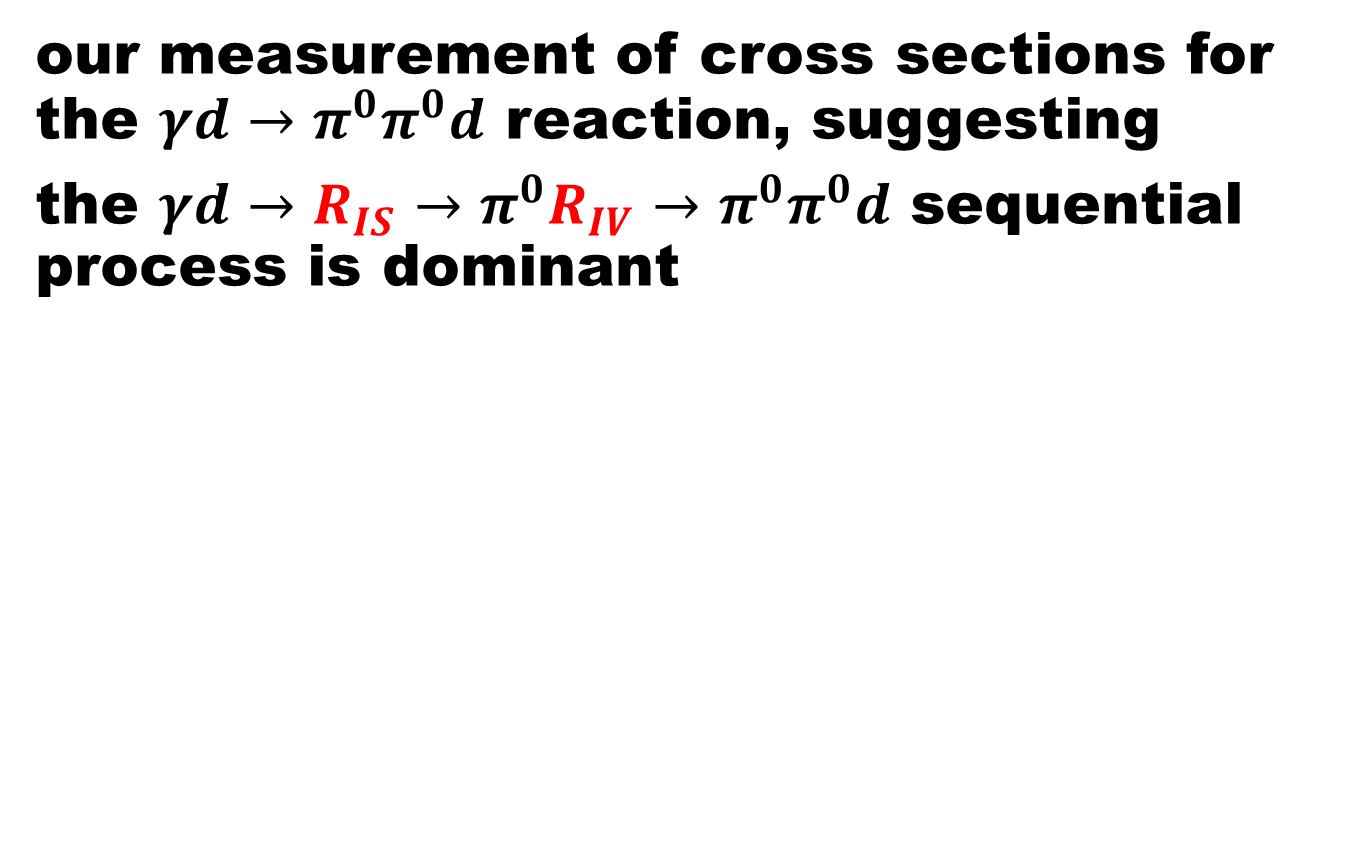 our measurement of cross sections for
the γd → π⁰π⁰d reaction, suggesting
the γd → R_IS → π⁰R_IV → π⁰π⁰d sequential
process is dominant